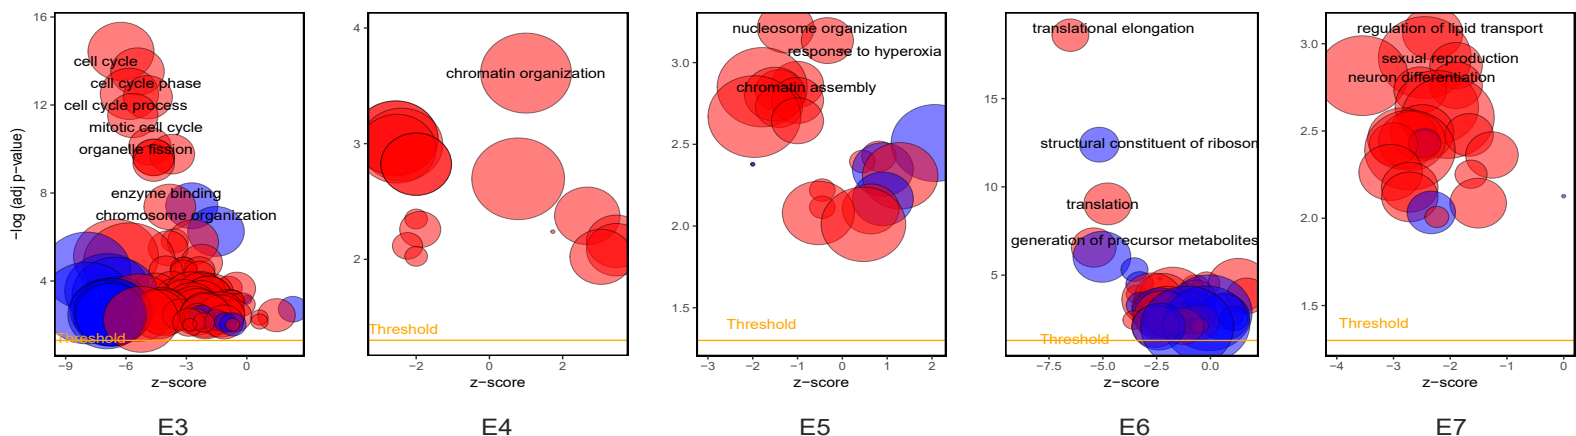 −log (adj p−value)
16
12
8
4
cell cycle
cell cycle phase
cell cycle process
mitotic cell cycle
organelle fission
enzyme binding
chromosome organization
Threshold
−9 −6 −3 0
z−score
E3
4
3
2
chromatin organization
Threshold
−2 0 2
z−score
E4
3.0
2.5
2.0
1.5
nucleosome organization
response to hyperoxia
chromatin assembly
Threshold
−3 −2 −1 0 1 2
z−score
E5
15
10
5
translational elongation
structural constituent of riboson
translation
generation of precursor metabolites
Threshold
−7.5 −5.0 −2.5 0.0
z−score
E6
3.0
2.5
2.0
1.5
regulation of lipid transport
sexual reproduction
neuron differentiation
Threshold
−4 −3 −2 −1 0
z−score
E7